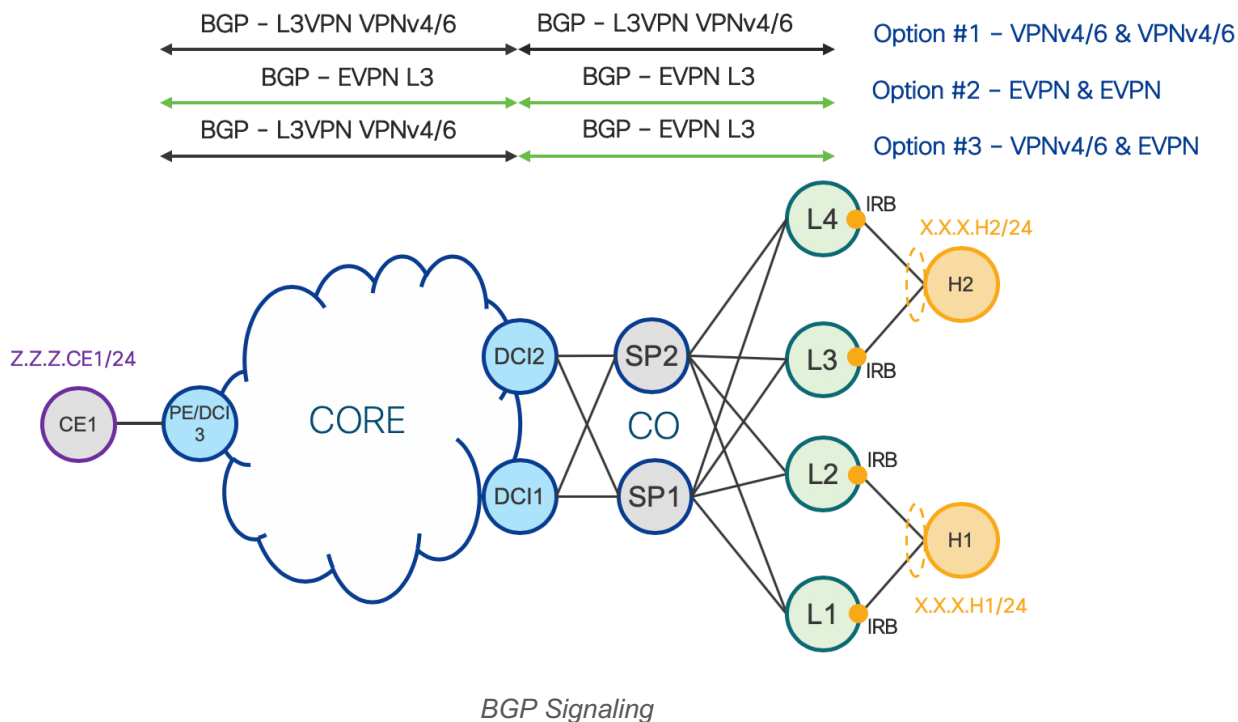 BGP – L3VPN VPNv4/6 BGP – L3VPN VPNv4/6 Option #1 – VPNv4/6 & VPNv4/6
BGP – EVPN L3 BGP – EVPN L3 Option #2 – EVPN & EVPN
BGP – L3VPN VPNv4/6 BGP – EVPN L3 Option #3 – VPNv4/6 & EVPN
L4
IRB
X.X.X.H2/24
H2
DCI2
SP2
L3
IRB
Z.Z.Z.CE1/24
CE1
PE/DCI
3
CORE
CO
L2
IRB
DCI1
SP1
H1
X.X.X.H1/24
L1
IRB
BGP Signaling